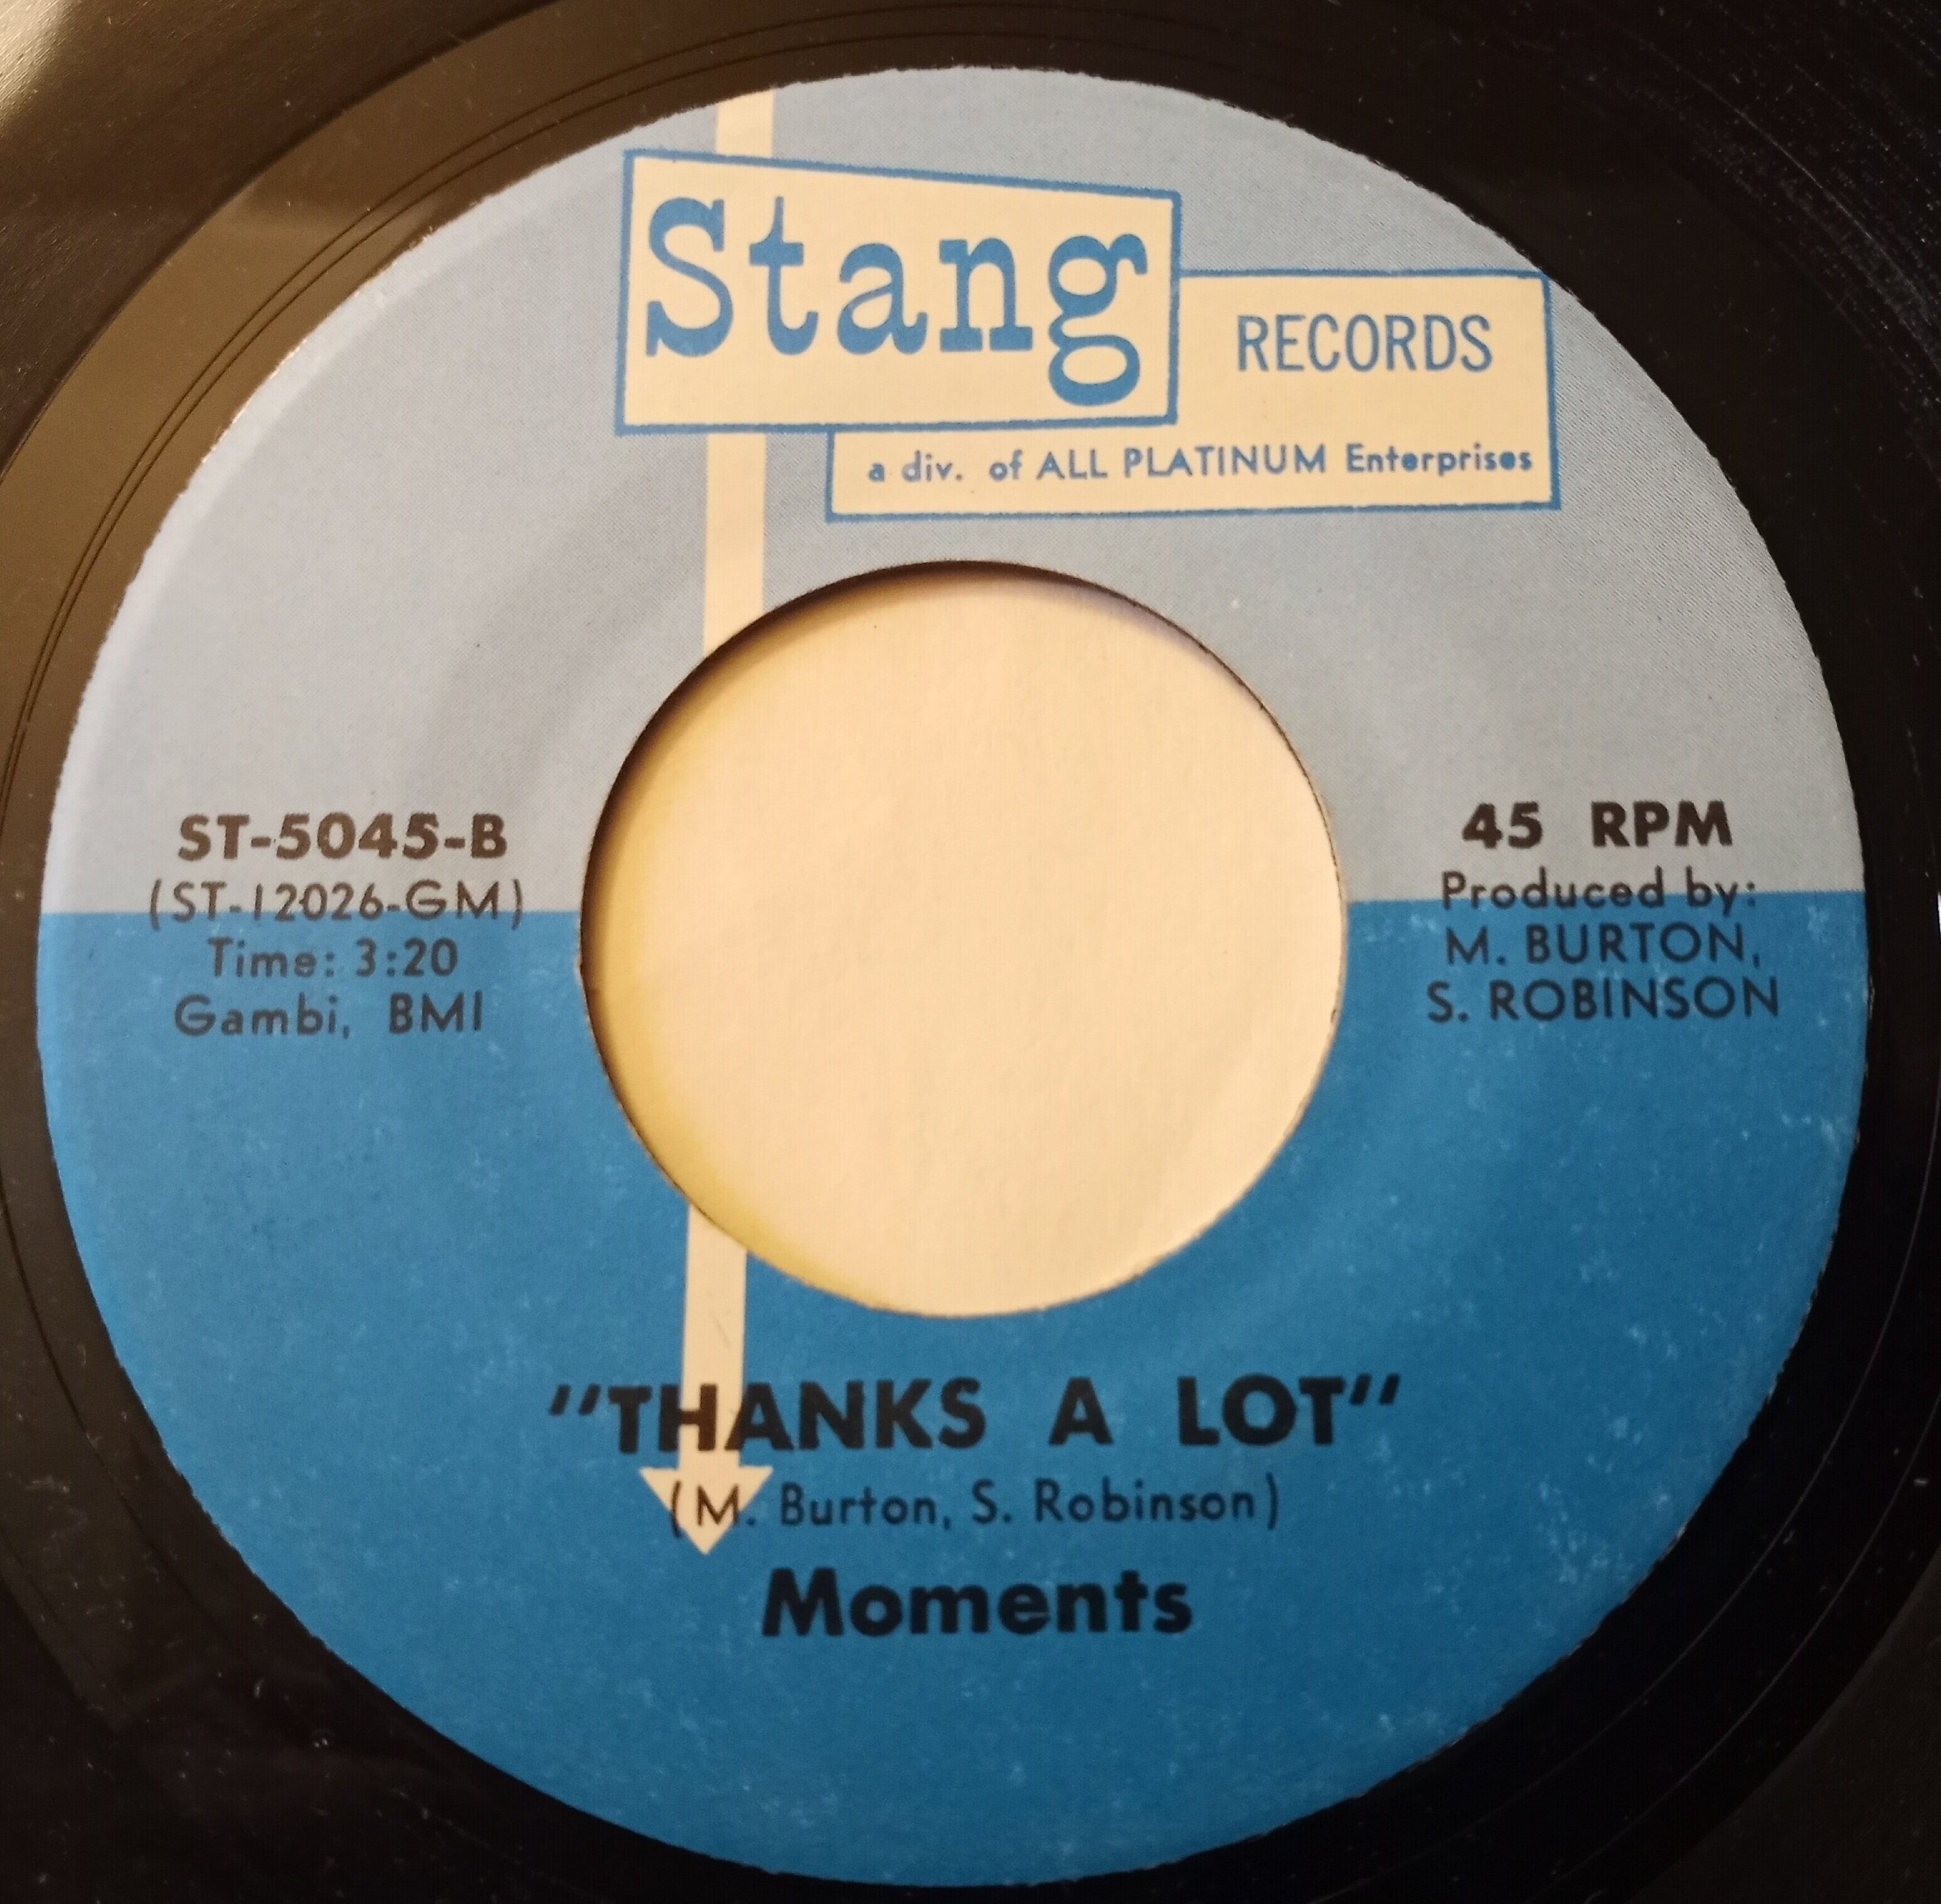 Stang
RECORDS
a div. of ALL PLATINUM Enterprises
ST-5045-B
(ST-12026-GM)
Time: 3:20
Gambi, BMI
45 RPM
Produced by:
M. BURTON,
S. ROBINSON
"THANKS A LOT"
(M. Burton, S. Robinson)
Moments